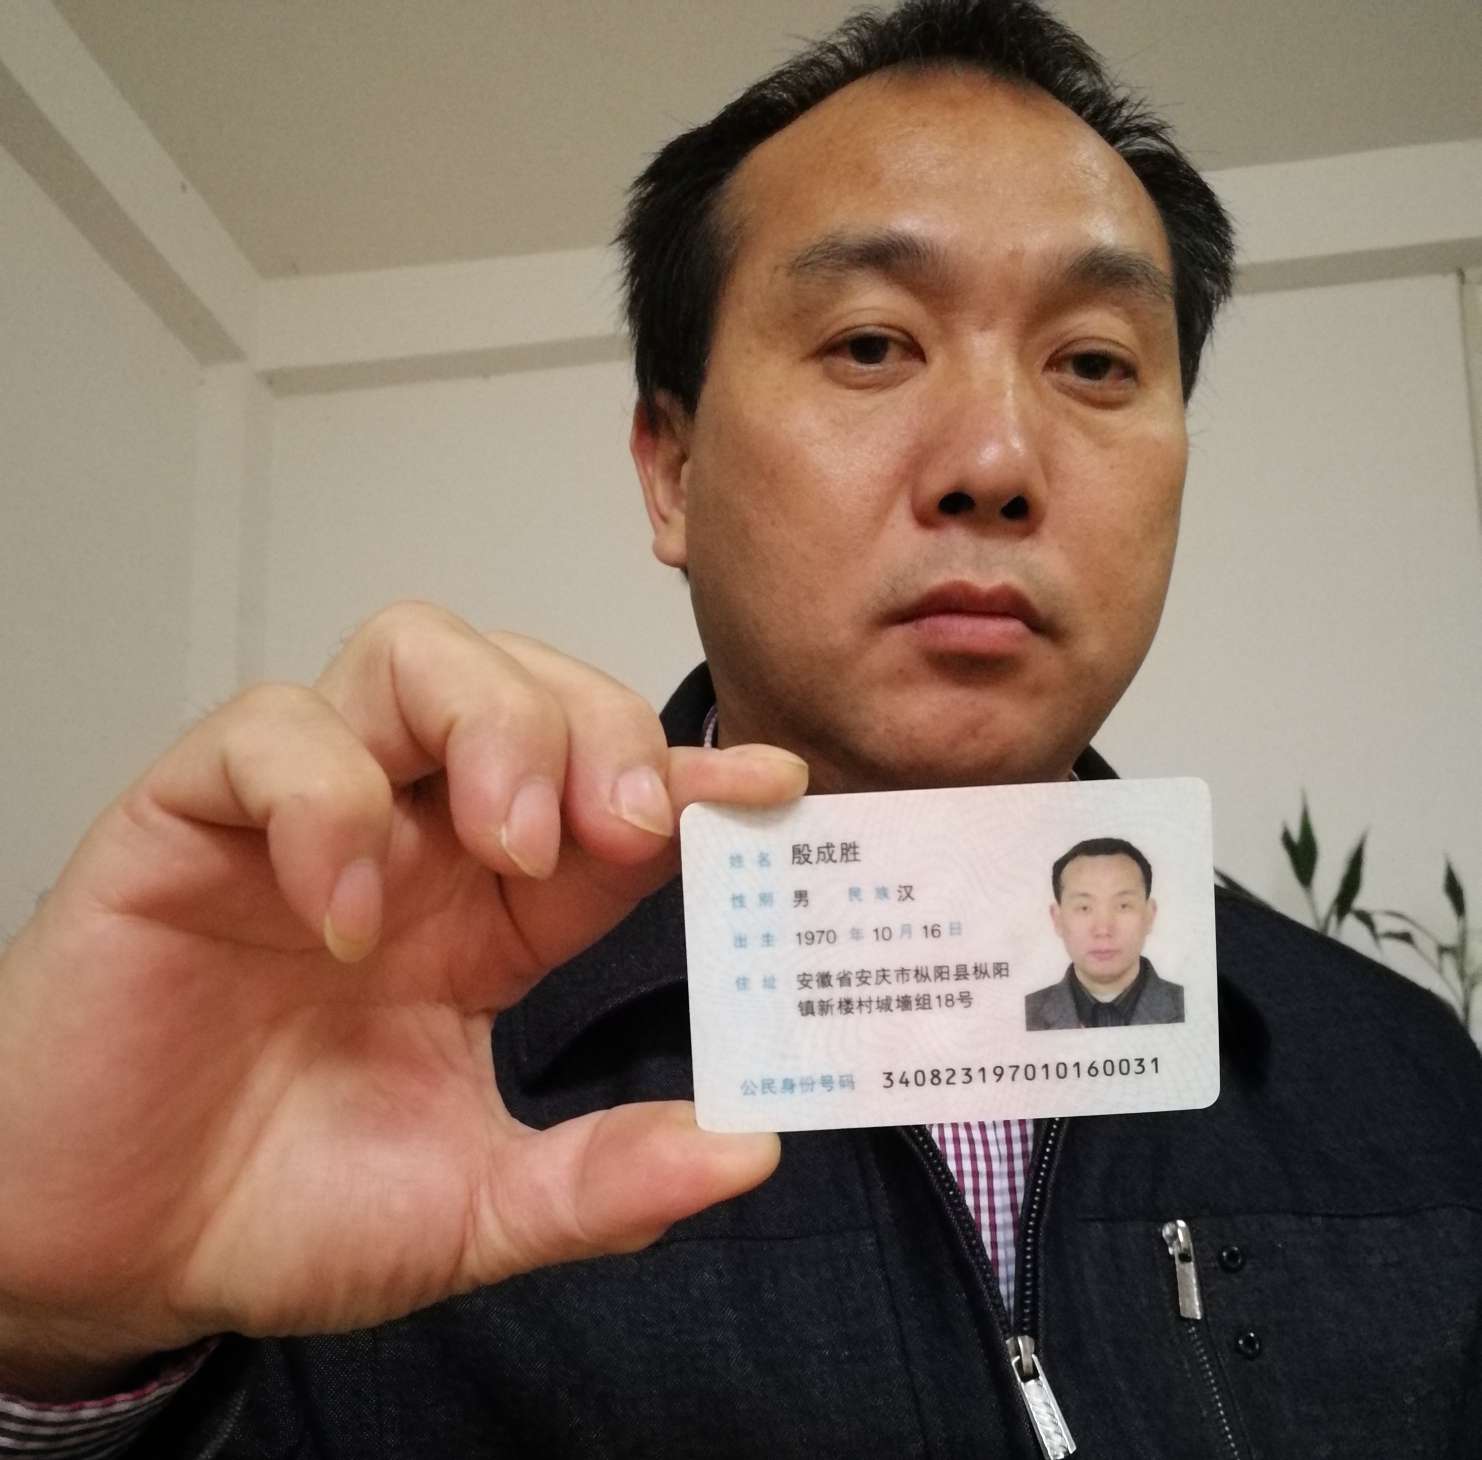 姓名 殷成胜
性别 男 民族 汉
出生 1970 年 10 月 16 日
住址 安徽省安庆市枞阳县枞阳
镇新楼村城墙组18号
公民身份号码 340823197010160031